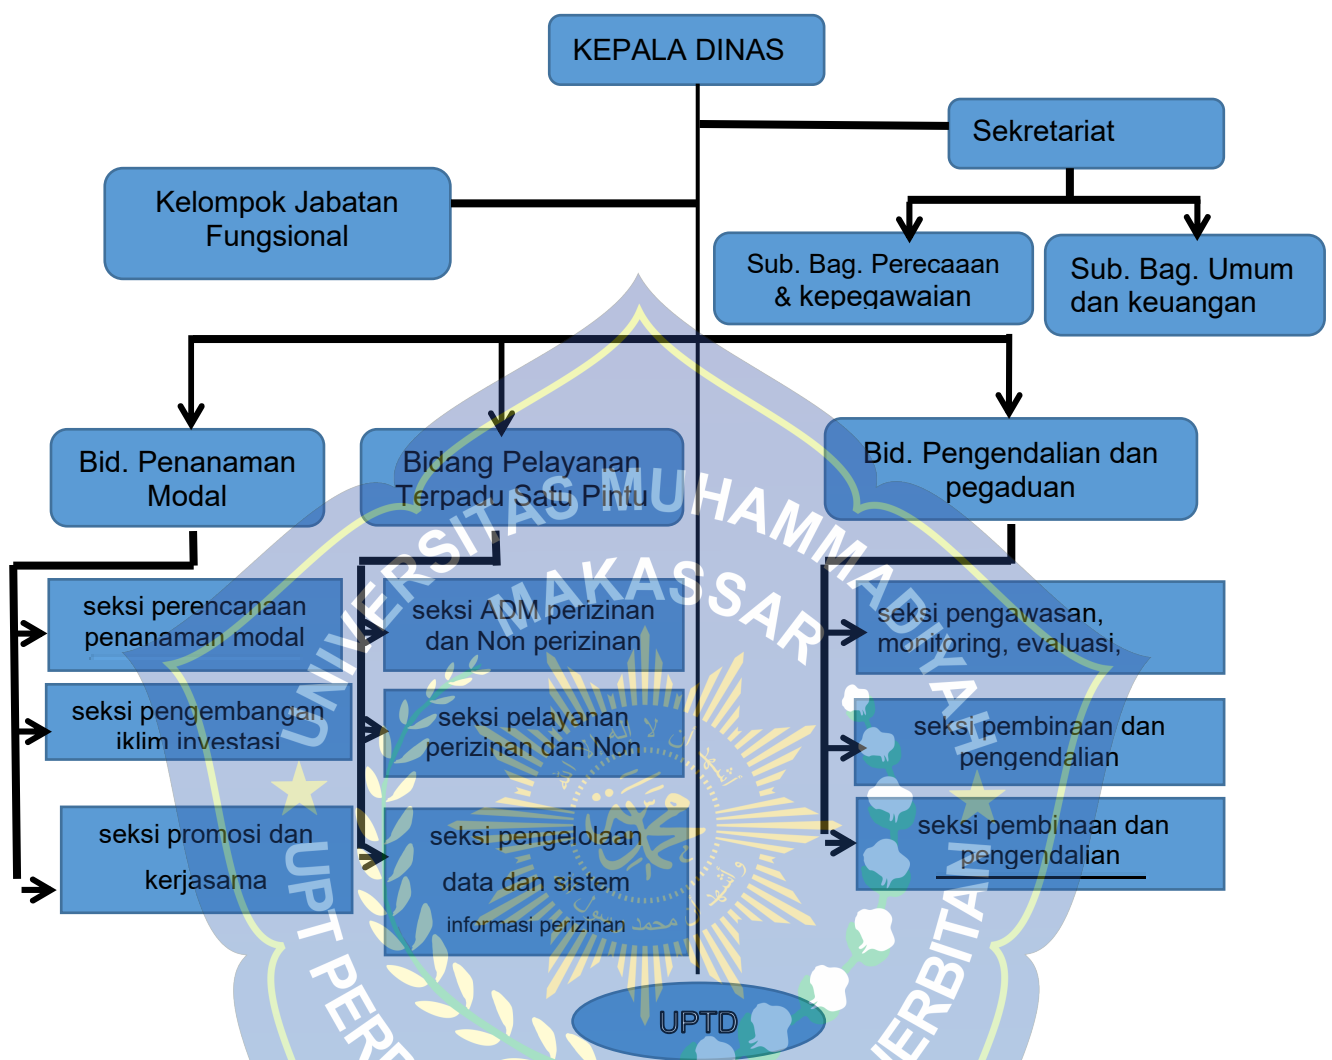 KEPALA DINAS
Sekretariat
Kelompok Jabatan
Fungsional
Sub. Bag. Perecaaan
& kepegawaian
Sub. Bag. Umum
dan keuangan
Bid. Penanaman
Modal
Bidang Pelayanan
Terpadu Satu Pintu
Bid. Pengendalian dan
pegaduan
seksi perencanaan
penanaman modal
seksi pengembangan
iklim investasi
seksi promosi dan
kerjasama
seksi ADM perizinan
dan Non perizinan
seksi pelayanan
perizinan dan Non
seksi pengelolaan
data dan sistem
informasi perizinan
seksi pengawasan,
monitoring, evaluasi,
seksi pembinaan dan
pengendalian
seksi pembinaan dan
pengendalian
UPTD
UNIVERSITAS MUHAMMADIYAH
MAKASSAR
UPT PER
ERBITAN